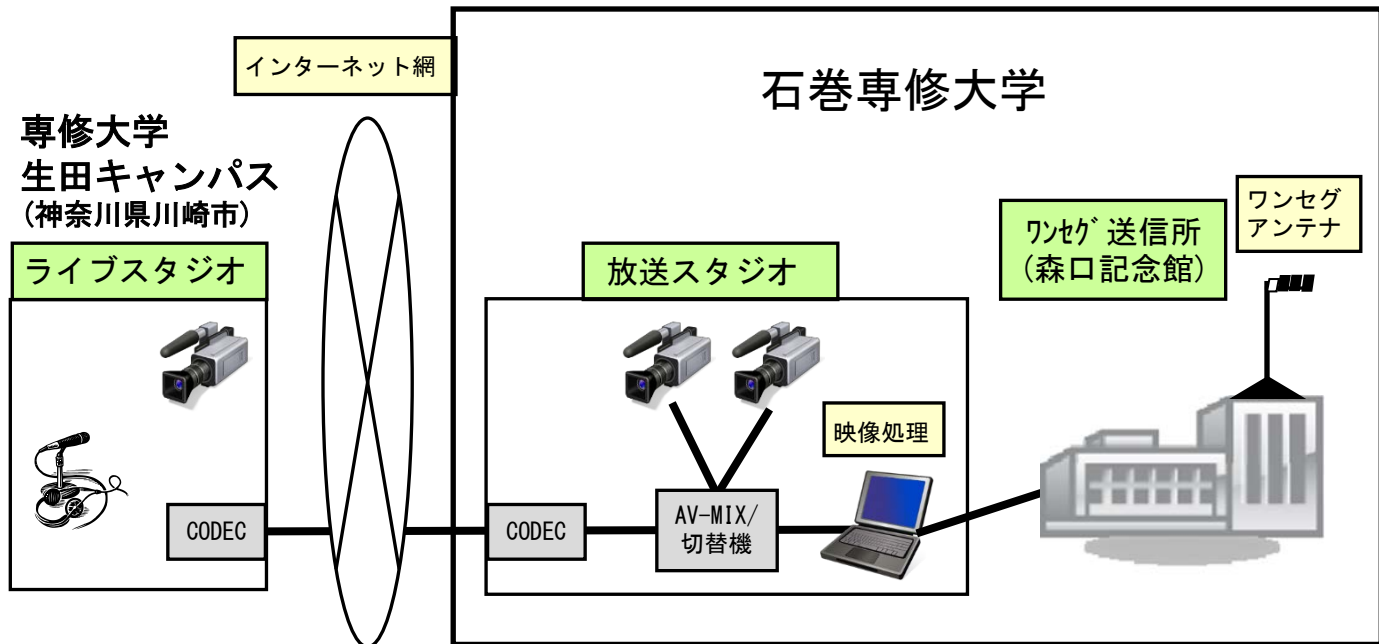 インターネット網
石巻専修大学
専修大学
生田キャンパス
(神奈川県川崎市)
ワンセグ
アンテナ
ﾜﾝｾｸﾞ送信所
(森口記念館)
ライブスタジオ
放送スタジオ
映像処理
CODEC
CODEC
AV-MIX/
切替機